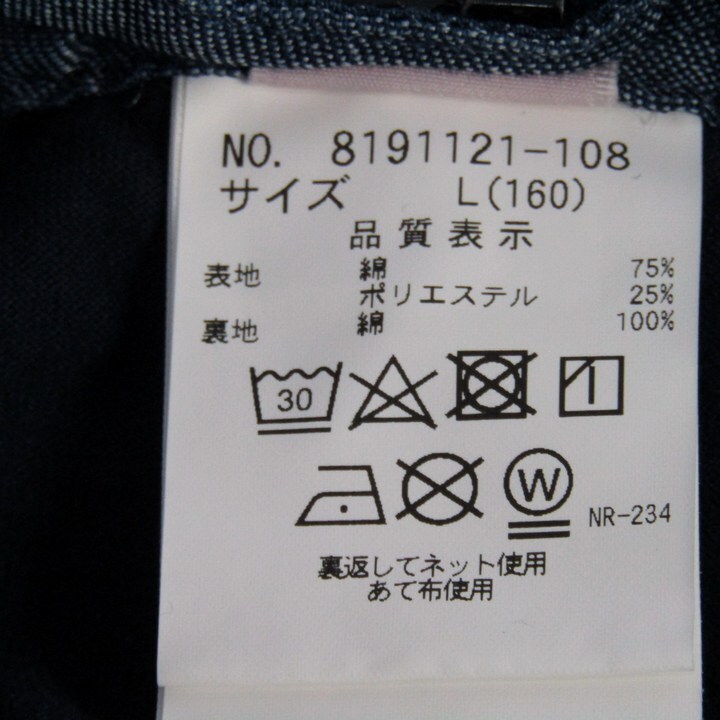 NO. 8191121-108
サイズ L(160)
品質表示
表地 綿 75%
ポリエステル 25%
裏地 綿 100%
30
W NR-234
裏返してネット使用
あて布使用